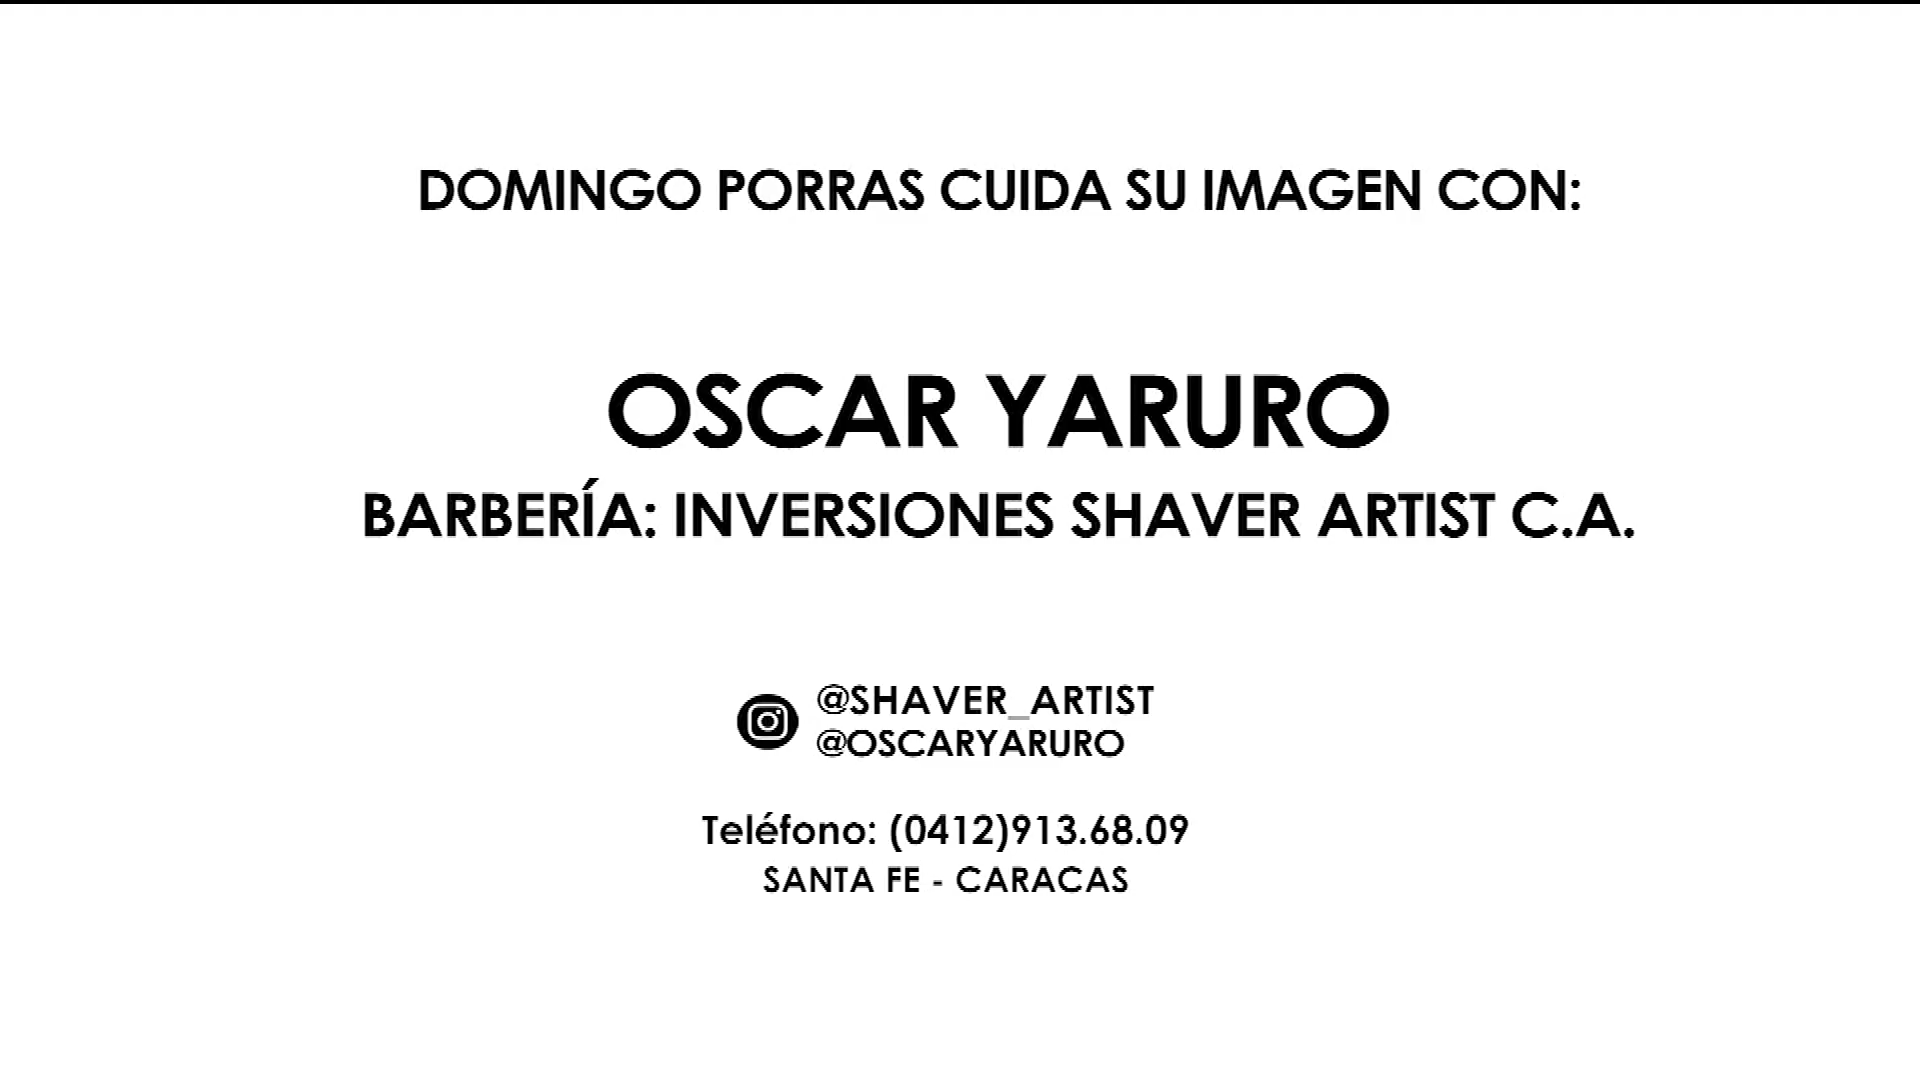 DOMINGO PORRAS CUIDA SU IMAGEN CON:
OSCAR YARURO
BARBERÍA: INVERSIONES SHAVER ARTIST C.A.
@SHAVER_ARTIST
@OSCARYARURO
Teléfono: (0412)913.68.09
SANTA FE - CARACAS